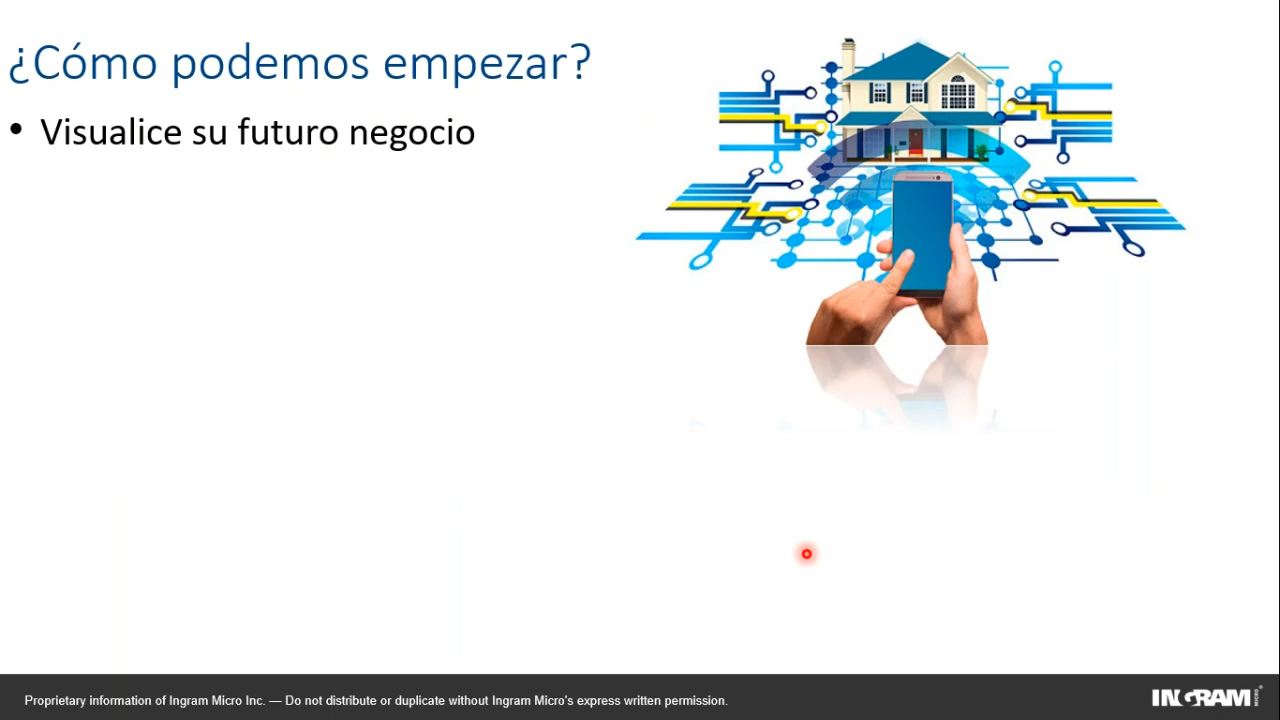 ¿Cómo podemos empezar?
• Visualice su futuro negocio
Proprietary information of Ingram Micro Inc. — Do not distribute or duplicate without Ingram Micro's express written permission.
INGRAM MICRO®